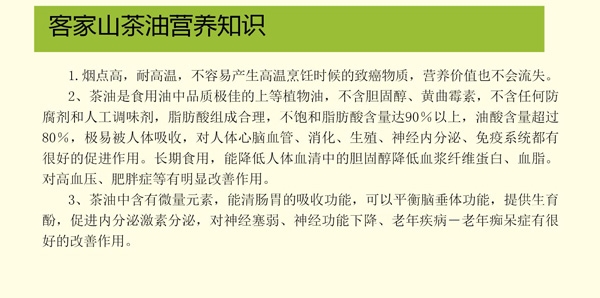 客家山茶油营养知识
1.烟点高，耐高温，不容易产生高温烹饪时候的致癌物质，营养价值也不会流失。
2、茶油是食用油中品质极佳的上等植物油，不含胆固醇、黄曲霉素，不含任何防
腐剂和人工调味剂，脂肪酸组成合理，不饱和脂肪酸含量达90%以上，油酸含量超过
80%，极易被人体吸收，对人体心脑血管、消化、生殖、神经内分泌、免疫系统都有
很好的促进作用。长期食用，能降低人体血清中的胆固醇降低血浆纤维蛋白、血脂。
对高血压、肥胖症等有明显改善作用。
3、茶油中含有微量元素，能清肠胃的吸收功能，可以平衡脑垂体功能，提供生育
酚，促进内分泌激素分泌，对神经塞弱、神经功能下降、老年疾病－老年痴呆症有很
好的改善作用。